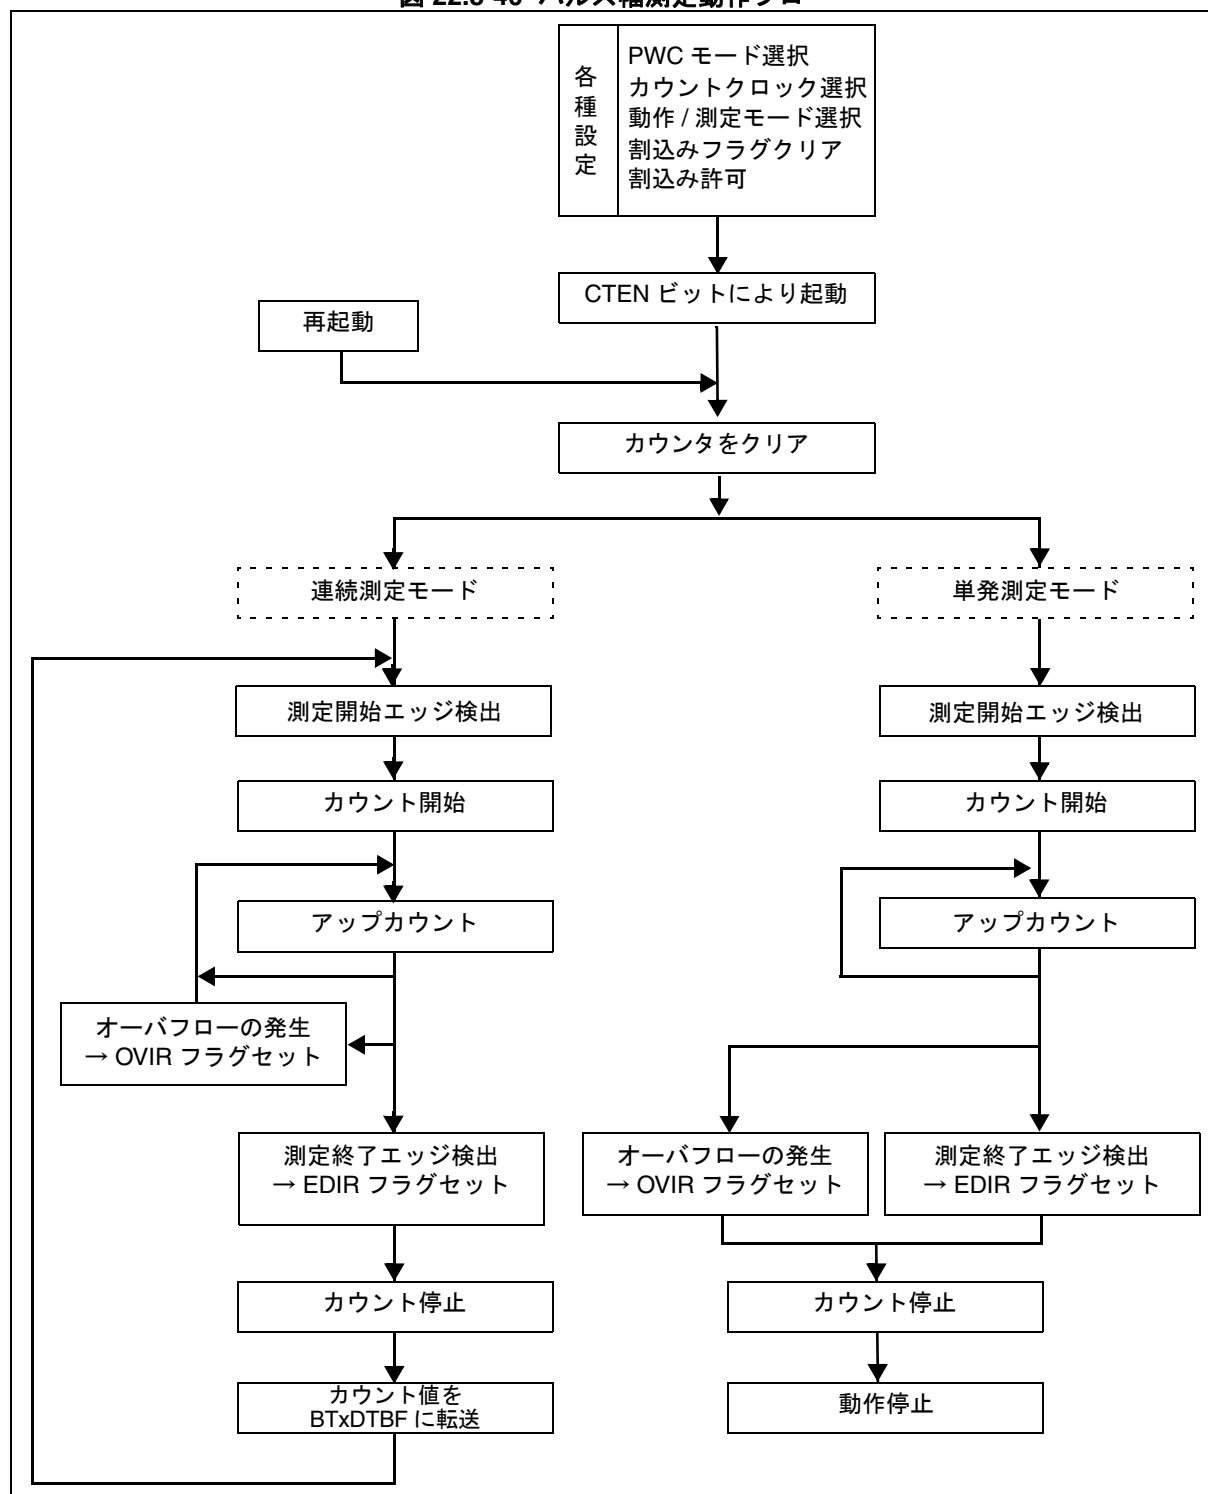 各種設定
PWC モード選択
カウントクロック選択
動作 / 測定モード選択
割込みフラグクリア
割込み許可
CTEN ビットにより起動
再起動
カウンタをクリア
連続測定モード
単発測定モード
測定開始エッジ検出
測定開始エッジ検出
カウント開始
カウント開始
アップカウント
アップカウント
オーバフローの発生
→ OVIR フラグセット
測定終了エッジ検出
→ EDIR フラグセット
オーバフローの発生
→ OVIR フラグセット
測定終了エッジ検出
→ EDIR フラグセット
カウント停止
カウント停止
カウント値を
BTxDTBF に転送
動作停止